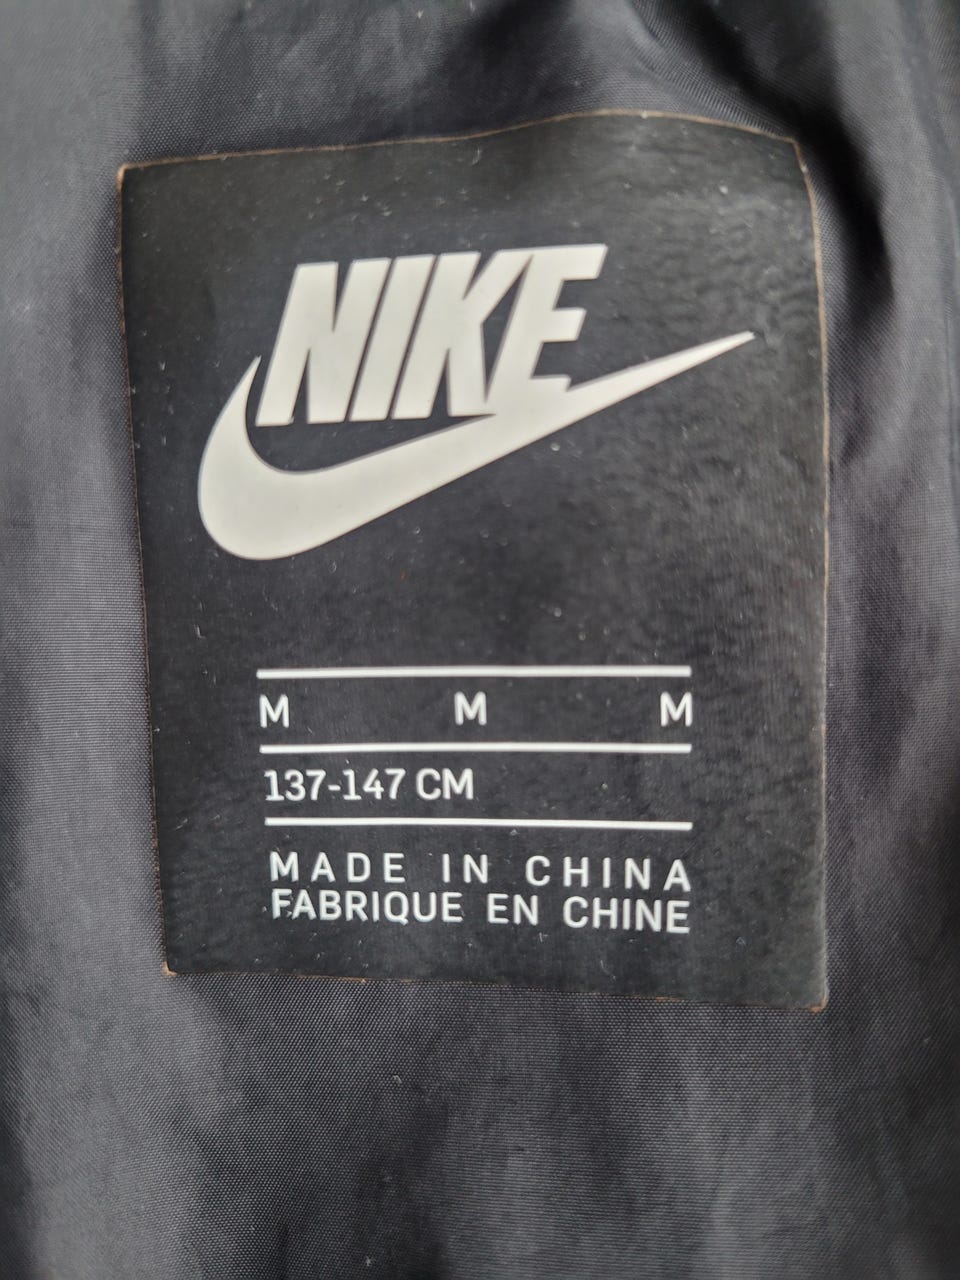 NIKE
M M M
137-147 CM
MADE IN CHINA
FABRIQUE EN CHINE